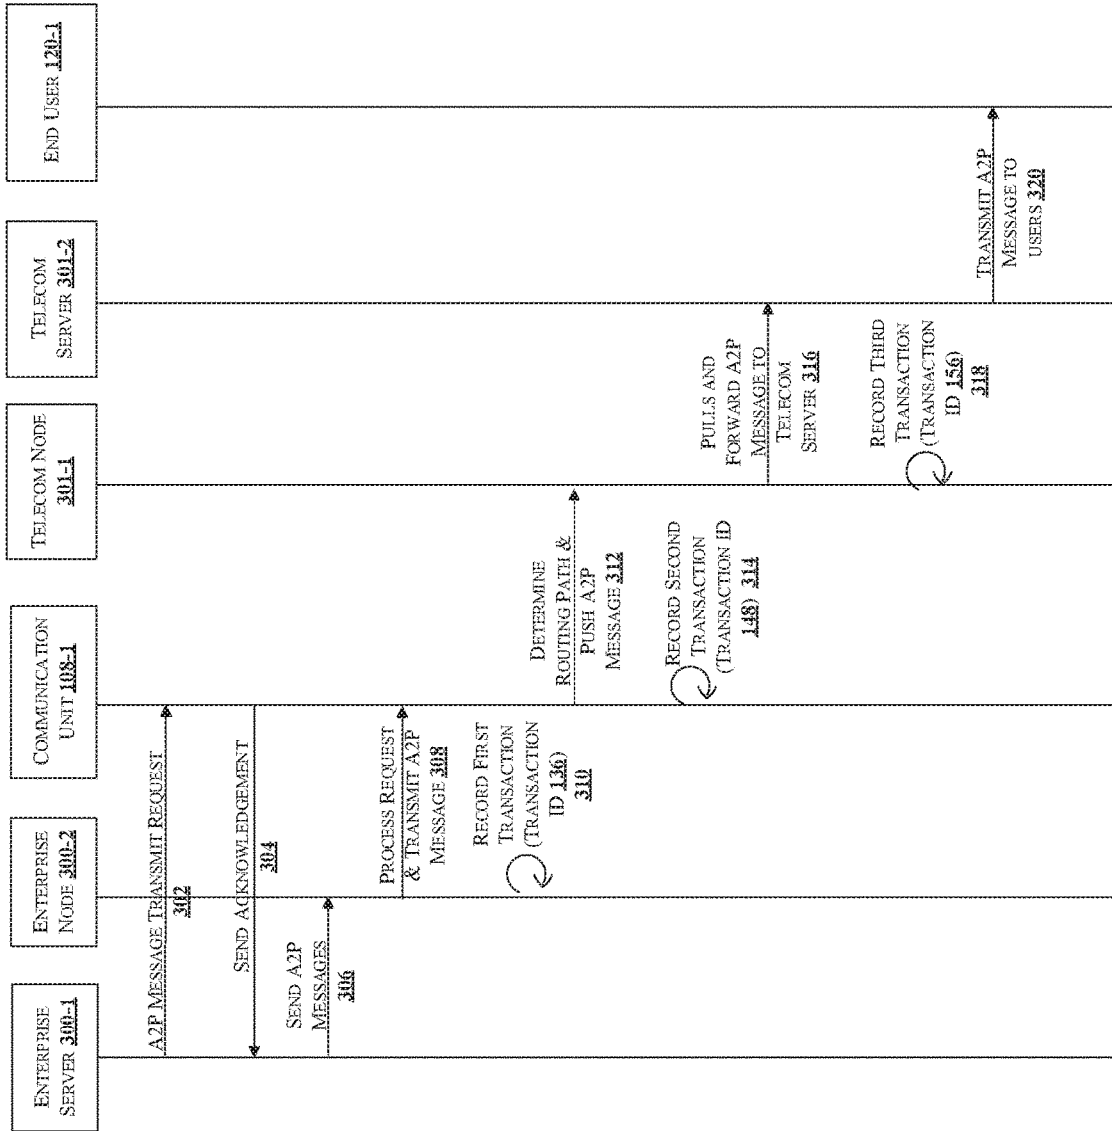 ENTERPRISE
SERVER 300-1
ENTERPRISE
NODE 300-2
COMMUNICATION
UNIT 108-1
TELECOM NODE
301-1
TELECOM
SERVER 301-2
END USER 120-1
A2P MESSAGE TRANSMIT REQUEST
302
SEND ACKNOWLEDGEMENT
304
SEND A2P
MESSAGES
306
PROCESS REQUEST
& TRANSMIT A2P
MESSAGE 308
RECORD FIRST
TRANSACTION
(TRANSACTION
ID 136)
310
DETERMINE
ROUTING PATH &
PUSH A2P
MESSAGE 312
RECORD SECOND
TRANSACTION
(TRANSACTION ID
148) 314
PULLS AND
FORWARD A2P
MESSAGE TO
TELECOM
SERVER 316
RECORD THIRD
TRANSACTION
(TRANSACTION
ID 156)
318
TRANSMIT A2P
MESSAGE TO
USERS 320